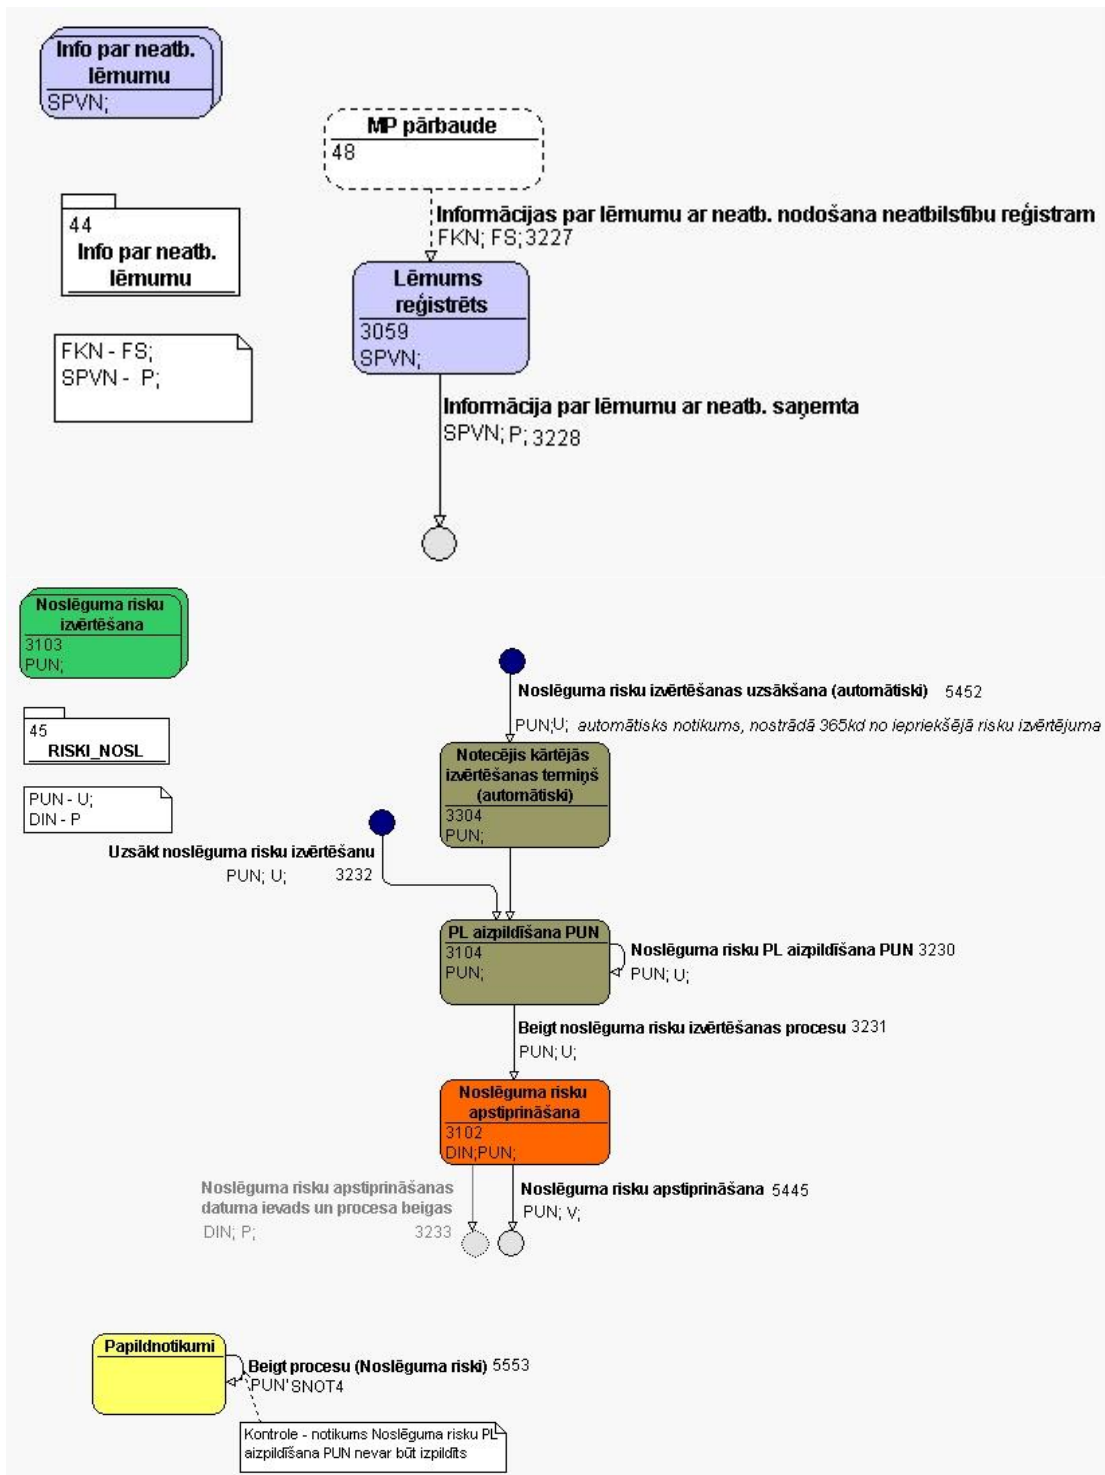 Info par neatb.
lēmumu
SPVN;
MP pārbaude
48
44
Info par neatb.
lēmumu
Informācijas par lēmumu ar neatb. nodošana neatbilstību reģistram
FKN; FS; 3227
Lēmums
reģistrēts
3059
SPVN;
FKN - FS;
SPVN - P;
Informācija par lēmumu ar neatb. saņemta
SPVN; P; 3228
Noslēguma risku
izvērtēšana
3103
PUN;
45
RISKI_NOSL
PUN - U;
DIN - P
Noslēguma risku izvērtēšanas uzsākšana (automātiski) 5452
PUN;U; automātisks notikums, nostrādā 365kd no iepriekšējā risku izvērtējuma
Notecējis kārtējās
izvērtēšanas termiņš
(automātiski)
3304
PUN;
Uzsākt noslēguma risku izvērtēšanu
PUN; U; 3232
PL aizpildīšana PUN
3104
PUN;
Noslēguma risku PL aizpildīšana PUN 3230
PUN; U;
Beigt noslēguma risku izvērtēšanas procesu 3231
PUN; U;
Noslēguma risku
apstiprināšana
3102
DIN;PUN;
Noslēguma risku apstiprināšanas
datuma ievads un procesa beigas
DIN; P; 3233
Noslēguma risku apstiprināšana 5445
PUN; V;
Papildnotikumi
Beigt procesu (Noslēguma riski) 5553
PUN'SNOT4
Kontrole - notikums Noslēguma risku PL
aizpildīšana PUN nevar būt izpildīts